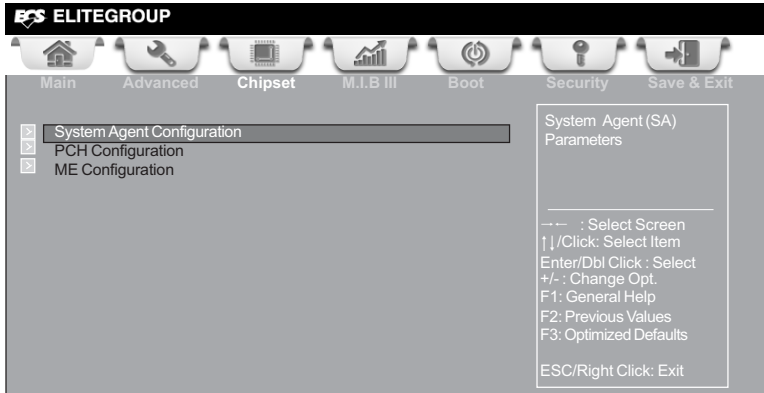 ECS ELITEGROUP
Main Advanced Chipset M.I.B III Boot Security Save & Exit
> System Agent Configuration
> PCH Configuration
> ME Configuration
System Agent (SA)
Parameters
→← : Select Screen
↑↓/Click: Select Item
Enter/Dbl Click : Select
+/- : Change Opt.
F1: General Help
F2: Previous Values
F3: Optimized Defaults
ESC/Right Click: Exit